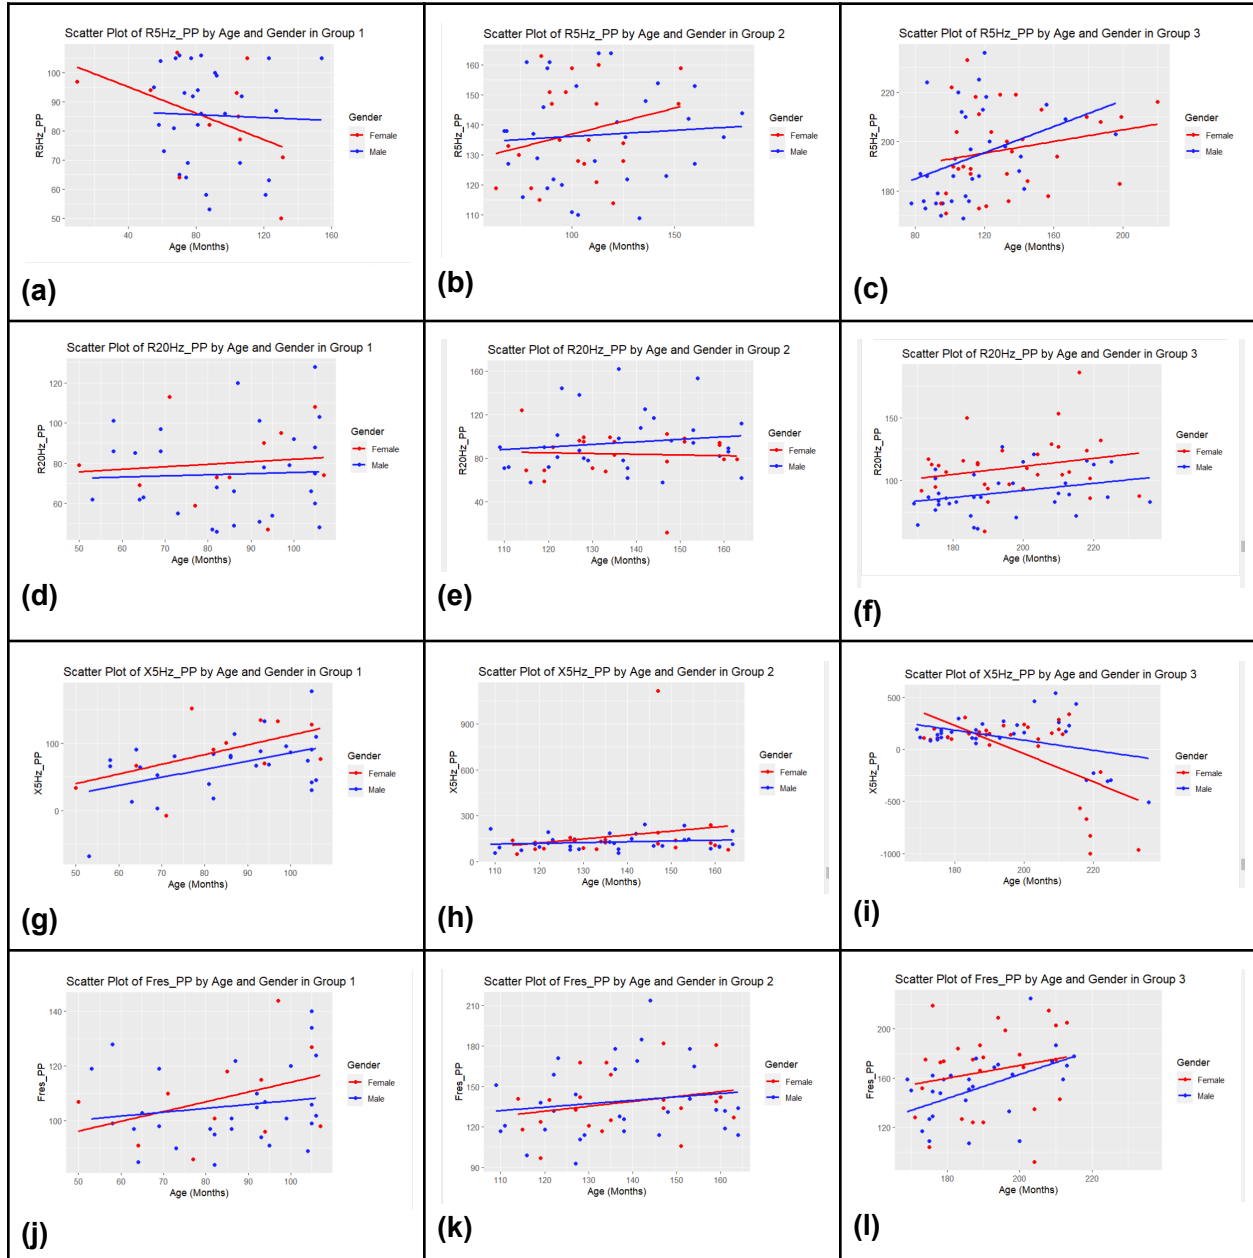 Scatter Plot of R5Hz_PP by Age and Gender in Group 1
R5Hz_PP
100
90
80
70
60
50
40
80
120
160
Age (Months)
Gender
Female
Male
(a)
Scatter Plot of R5Hz_PP by Age and Gender in Group 2
R5Hz_PP
160
150
140
130
120
110
100
150
Age (Months)
Gender
Female
Male
(b)
Scatter Plot of R5Hz_PP by Age and Gender in Group 3
R5Hz_PP
220
200
180
80
120
160
200
Age (Months)
Gender
Female
Male
(c)
Scatter Plot of R20Hz_PP by Age and Gender in Group 1
R20Hz_PP
120
100
80
60
50
60
70
80
90
100
Age (Months)
Gender
Female
Male
(d)
Scatter Plot of R20Hz_PP by Age and Gender in Group 2
R20Hz_PP
160
120
80
40
110
120
130
140
150
160
Age (Months)
Gender
Female
Male
(e)
Scatter Plot of R20Hz_PP by Age and Gender in Group 3
R20Hz_PP
150
100
180
200
220
Age (Months)
Gender
Female
Male
(f)
Scatter Plot of X5Hz_PP by Age and Gender in Group 1
X5Hz_PP
100
0
50
60
70
80
90
100
Age (Months)
Gender
Female
Male
(g)
Scatter Plot of X5Hz_PP by Age and Gender in Group 2
X5Hz_PP
900
600
300
0
110
120
130
140
150
160
Age (Months)
Gender
Female
Male
(h)
Scatter Plot of X5Hz_PP by Age and Gender in Group 3
X5Hz_PP
500
0
-500
-1000
180
200
220
Age (Months)
Gender
Female
Male
(i)
Scatter Plot of Fres_PP by Age and Gender in Group 1
Fres_PP
140
120
100
50
60
70
80
90
100
Age (Months)
Gender
Female
Male
(j)
Scatter Plot of Fres_PP by Age and Gender in Group 2
Fres_PP
210
180
150
120
90
110
120
130
140
150
160
Age (Months)
Gender
Female
Male
(k)
Scatter Plot of Fres_PP by Age and Gender in Group 3
Fres_PP
210
180
150
120
180
200
220
Age (Months)
Gender
Female
Male
(l)